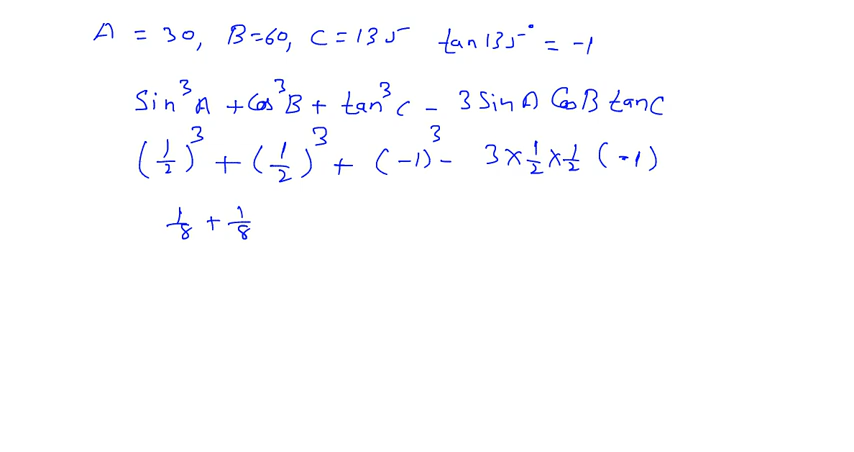 A = 30, B=60, C = 135 tan 135° = -1
Sin³A + Cos³B + tan³C - 3 Sin A Cos B tan C
(1/2)³ + (1/2)³ + (-1)³ - 3 × 1/2 × 1/2 (-1)
1/8 + 1/8